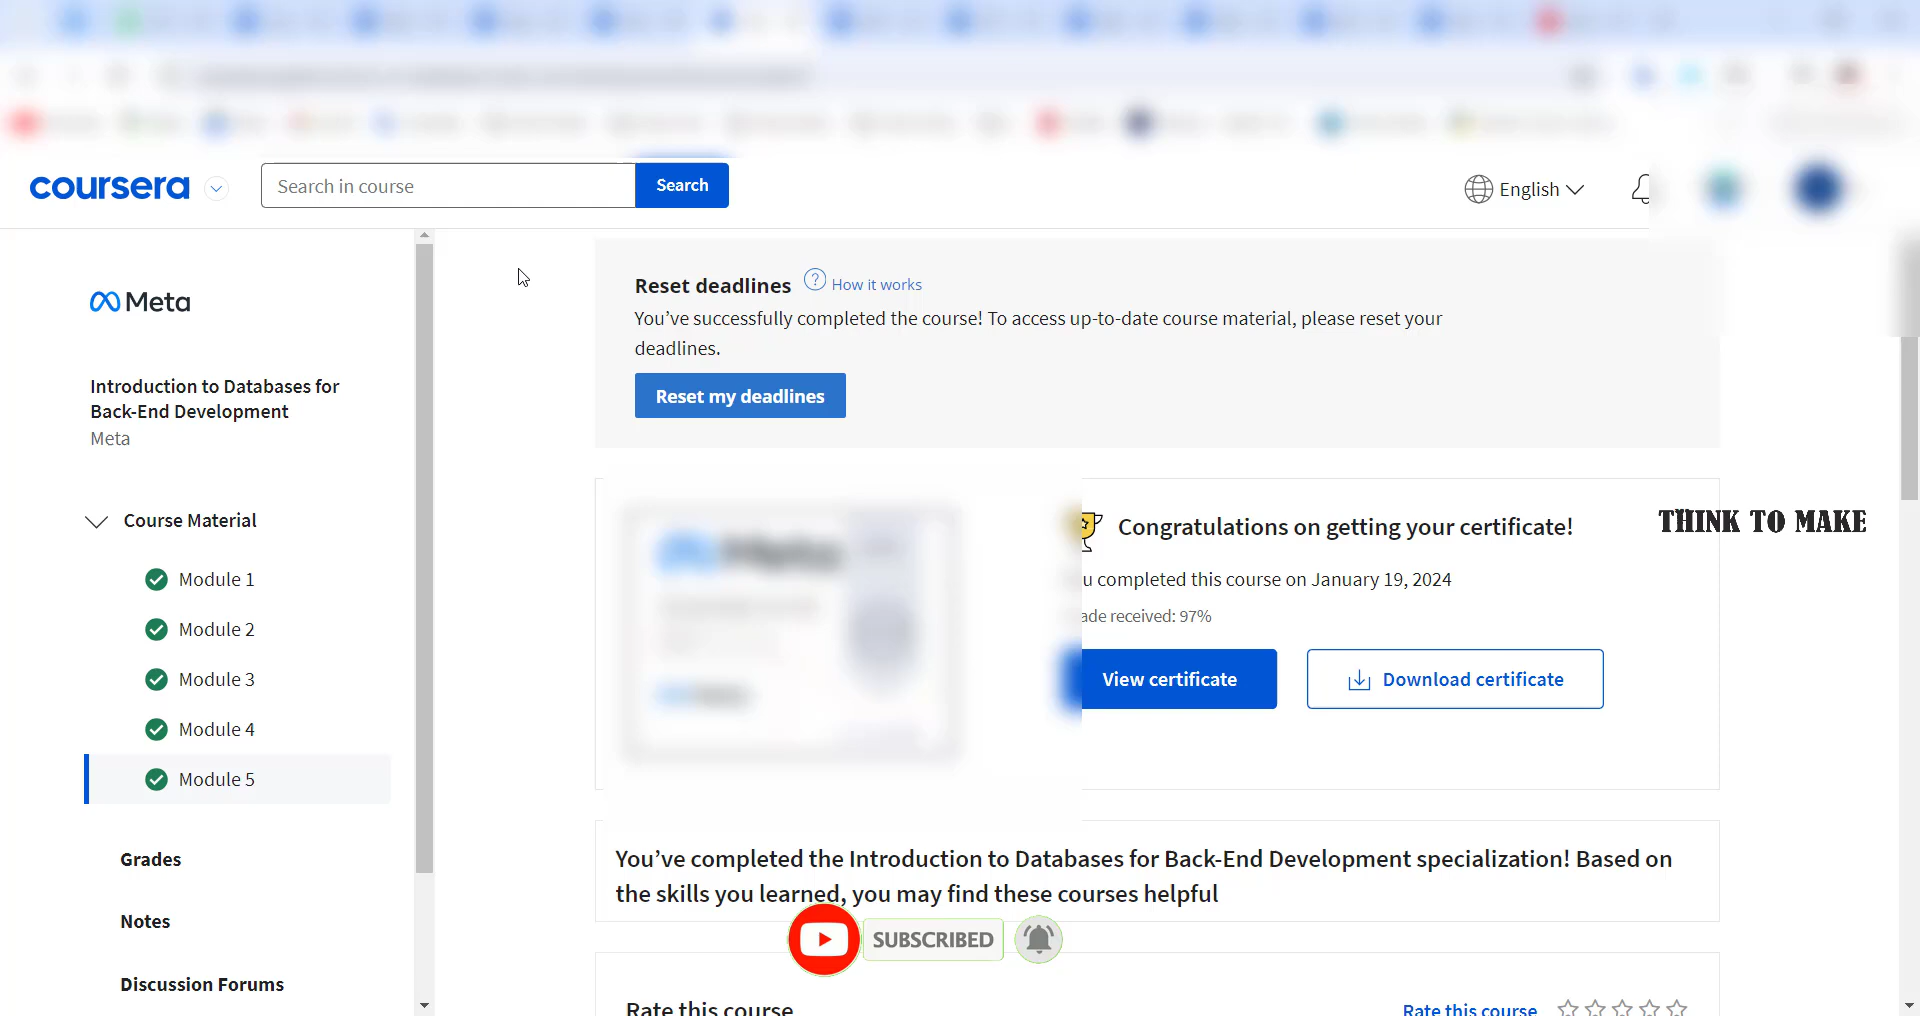 coursera
Search in course
Search
English
Meta
Introduction to Databases for
Back-End Development
Meta
Course Material
Module 1
Module 2
Module 3
Module 4
Module 5
Grades
Notes
Discussion Forums
Reset deadlines
? How it works
You’ve successfully completed the course! To access up-to-date course material, please reset your
deadlines.
Reset my deadlines
Meta
Congratulations on getting your certificate!
u completed this course on January 19, 2024
ade received: 97%
View certificate
Download certificate
THINK TO MAKE
You’ve completed the Introduction to Databases for Back-End Development specialization! Based on
the skills you learned, you may find these courses helpful
SUBSCRIBED
Rate this course
Rate this course